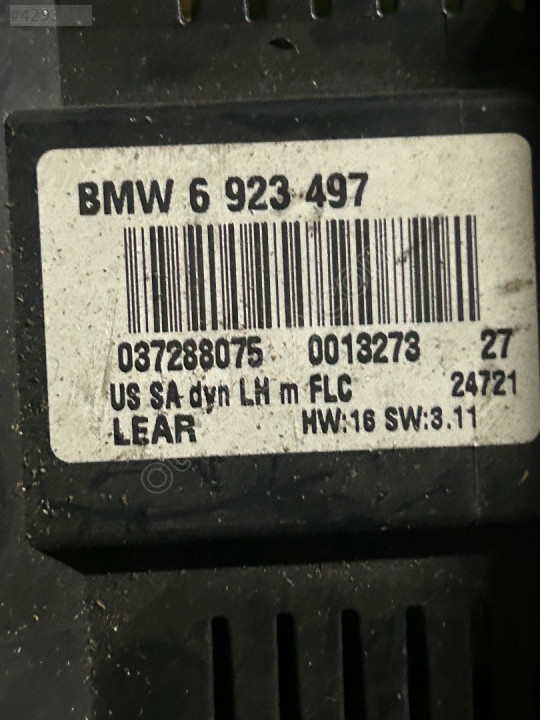 #4293
BMW 6 923 497
037288075 0013273 27
US SA dyn LH m FLC 24721
LEAR HW:16 SW:3.11